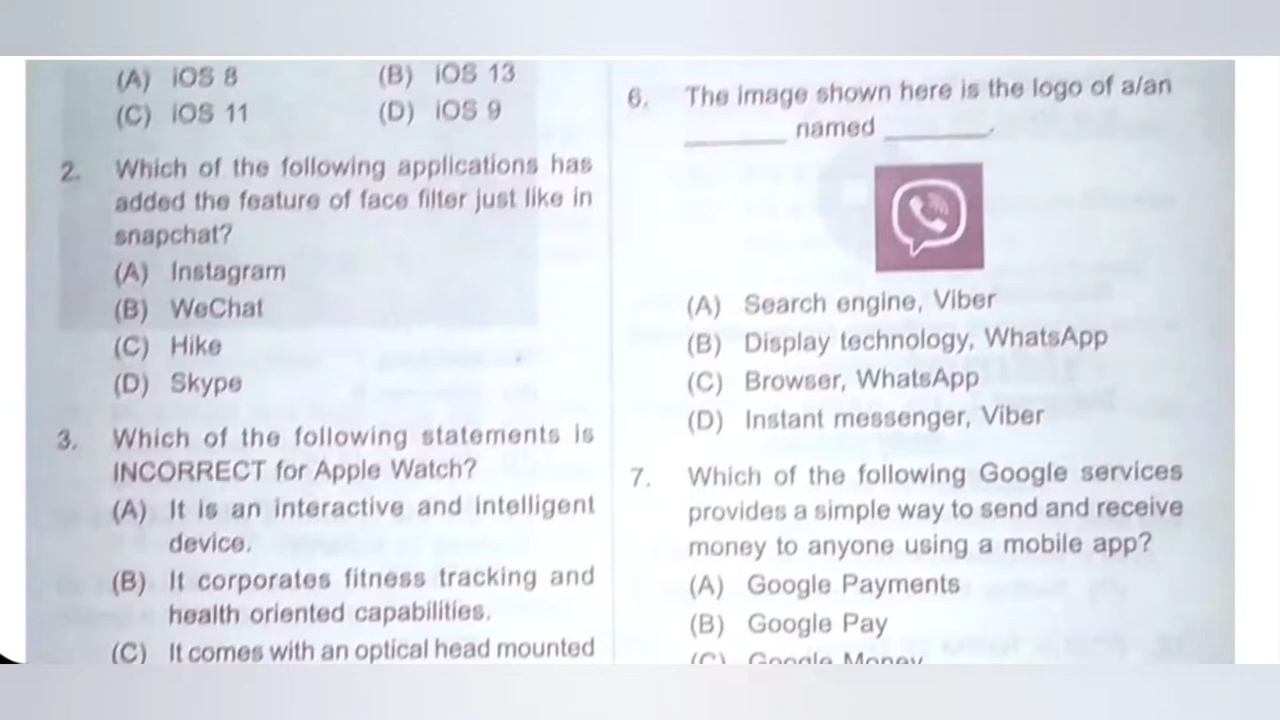 (A) iOS 8 (B) iOS 13
(C) iOS 11 (D) iOS 9
2. Which of the following applications has
added the feature of face filter just like in
snapchat?
(A) Instagram
(B) WeChat
(C) Hike
(D) Skype
3. Which of the following statements is
INCORRECT for Apple Watch?
(A) It is an interactive and intelligent
device.
(B) It corporates fitness tracking and
health oriented capabilities.
(C) It comes with an optical head mounted
6. The image shown here is the logo of a/an
________ named ________.
(A) Search engine, Viber
(B) Display technology, WhatsApp
(C) Browser, WhatsApp
(D) Instant messenger, Viber
7. Which of the following Google services
provides a simple way to send and receive
money to anyone using a mobile app?
(A) Google Payments
(B) Google Pay
(C) Google Money